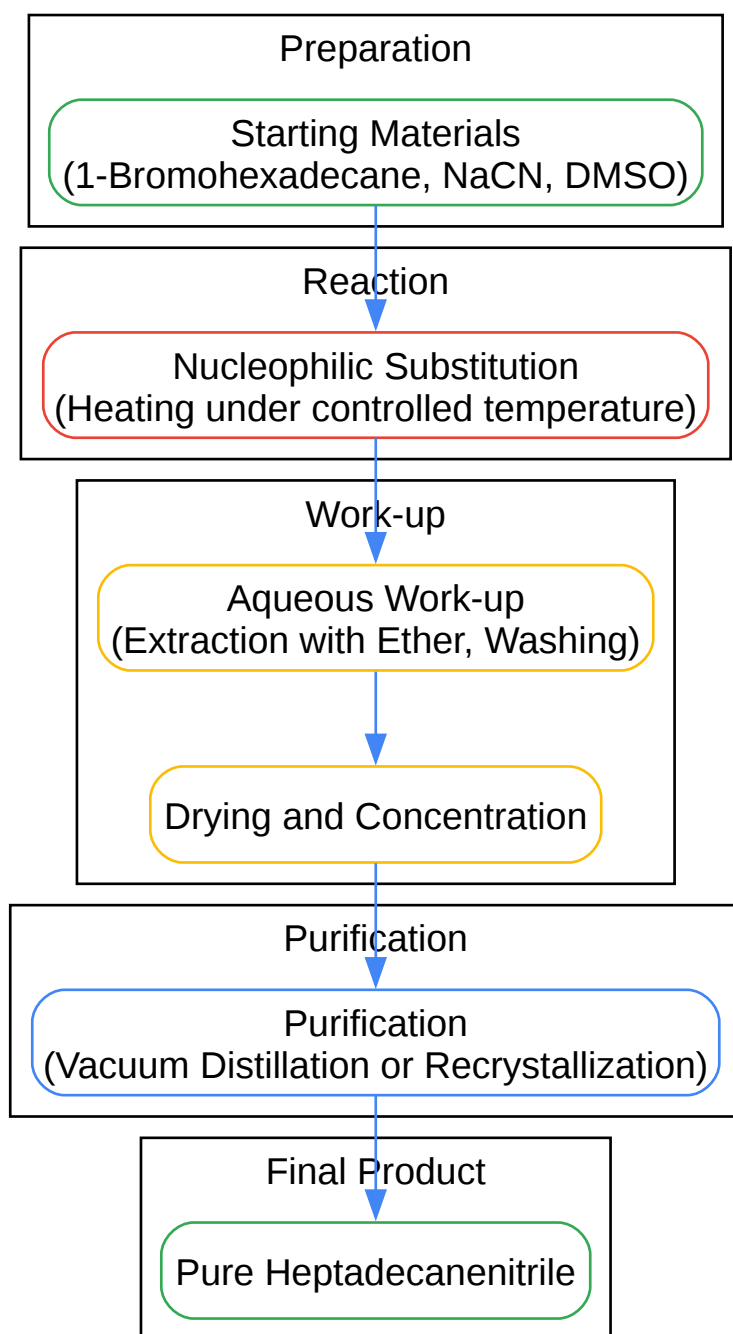 Preparation
Starting Materials
(1-Bromohexadecane, NaCN, DMSO)
Reaction
Nucleophilic Substitution
(Heating under controlled temperature)
Work-up
Aqueous Work-up
(Extraction with Ether, Washing)
Drying and Concentration
Purification
Purification
(Vacuum Distillation or Recrystallization)
Final Product
Pure Heptadecanenitrile